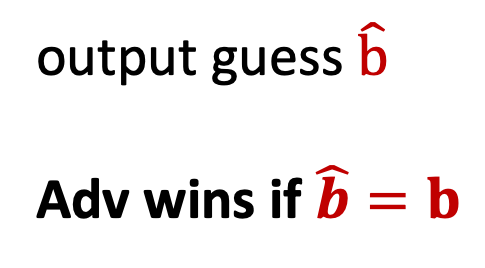 output guess b̂
Adv wins if b̂ = b